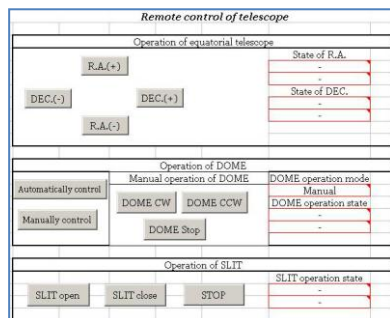 Remote control of telescope
Operation of equatorial telescope
R.A.(+)
State of R.A.
-
-
DEC.(-)
DEC.(+)
State of DEC.
-
-
R.A.(-)
Operation of DOME
Manual operation of DOME
DOME operation mode
Automatically control
Manual
DOME CW
DOME CCW
DOME operation state
Manually control
-
-
DOME Stop
Operation of SLIT
SLIT operation state
SLIT open
SLIT close
STOP
-
-